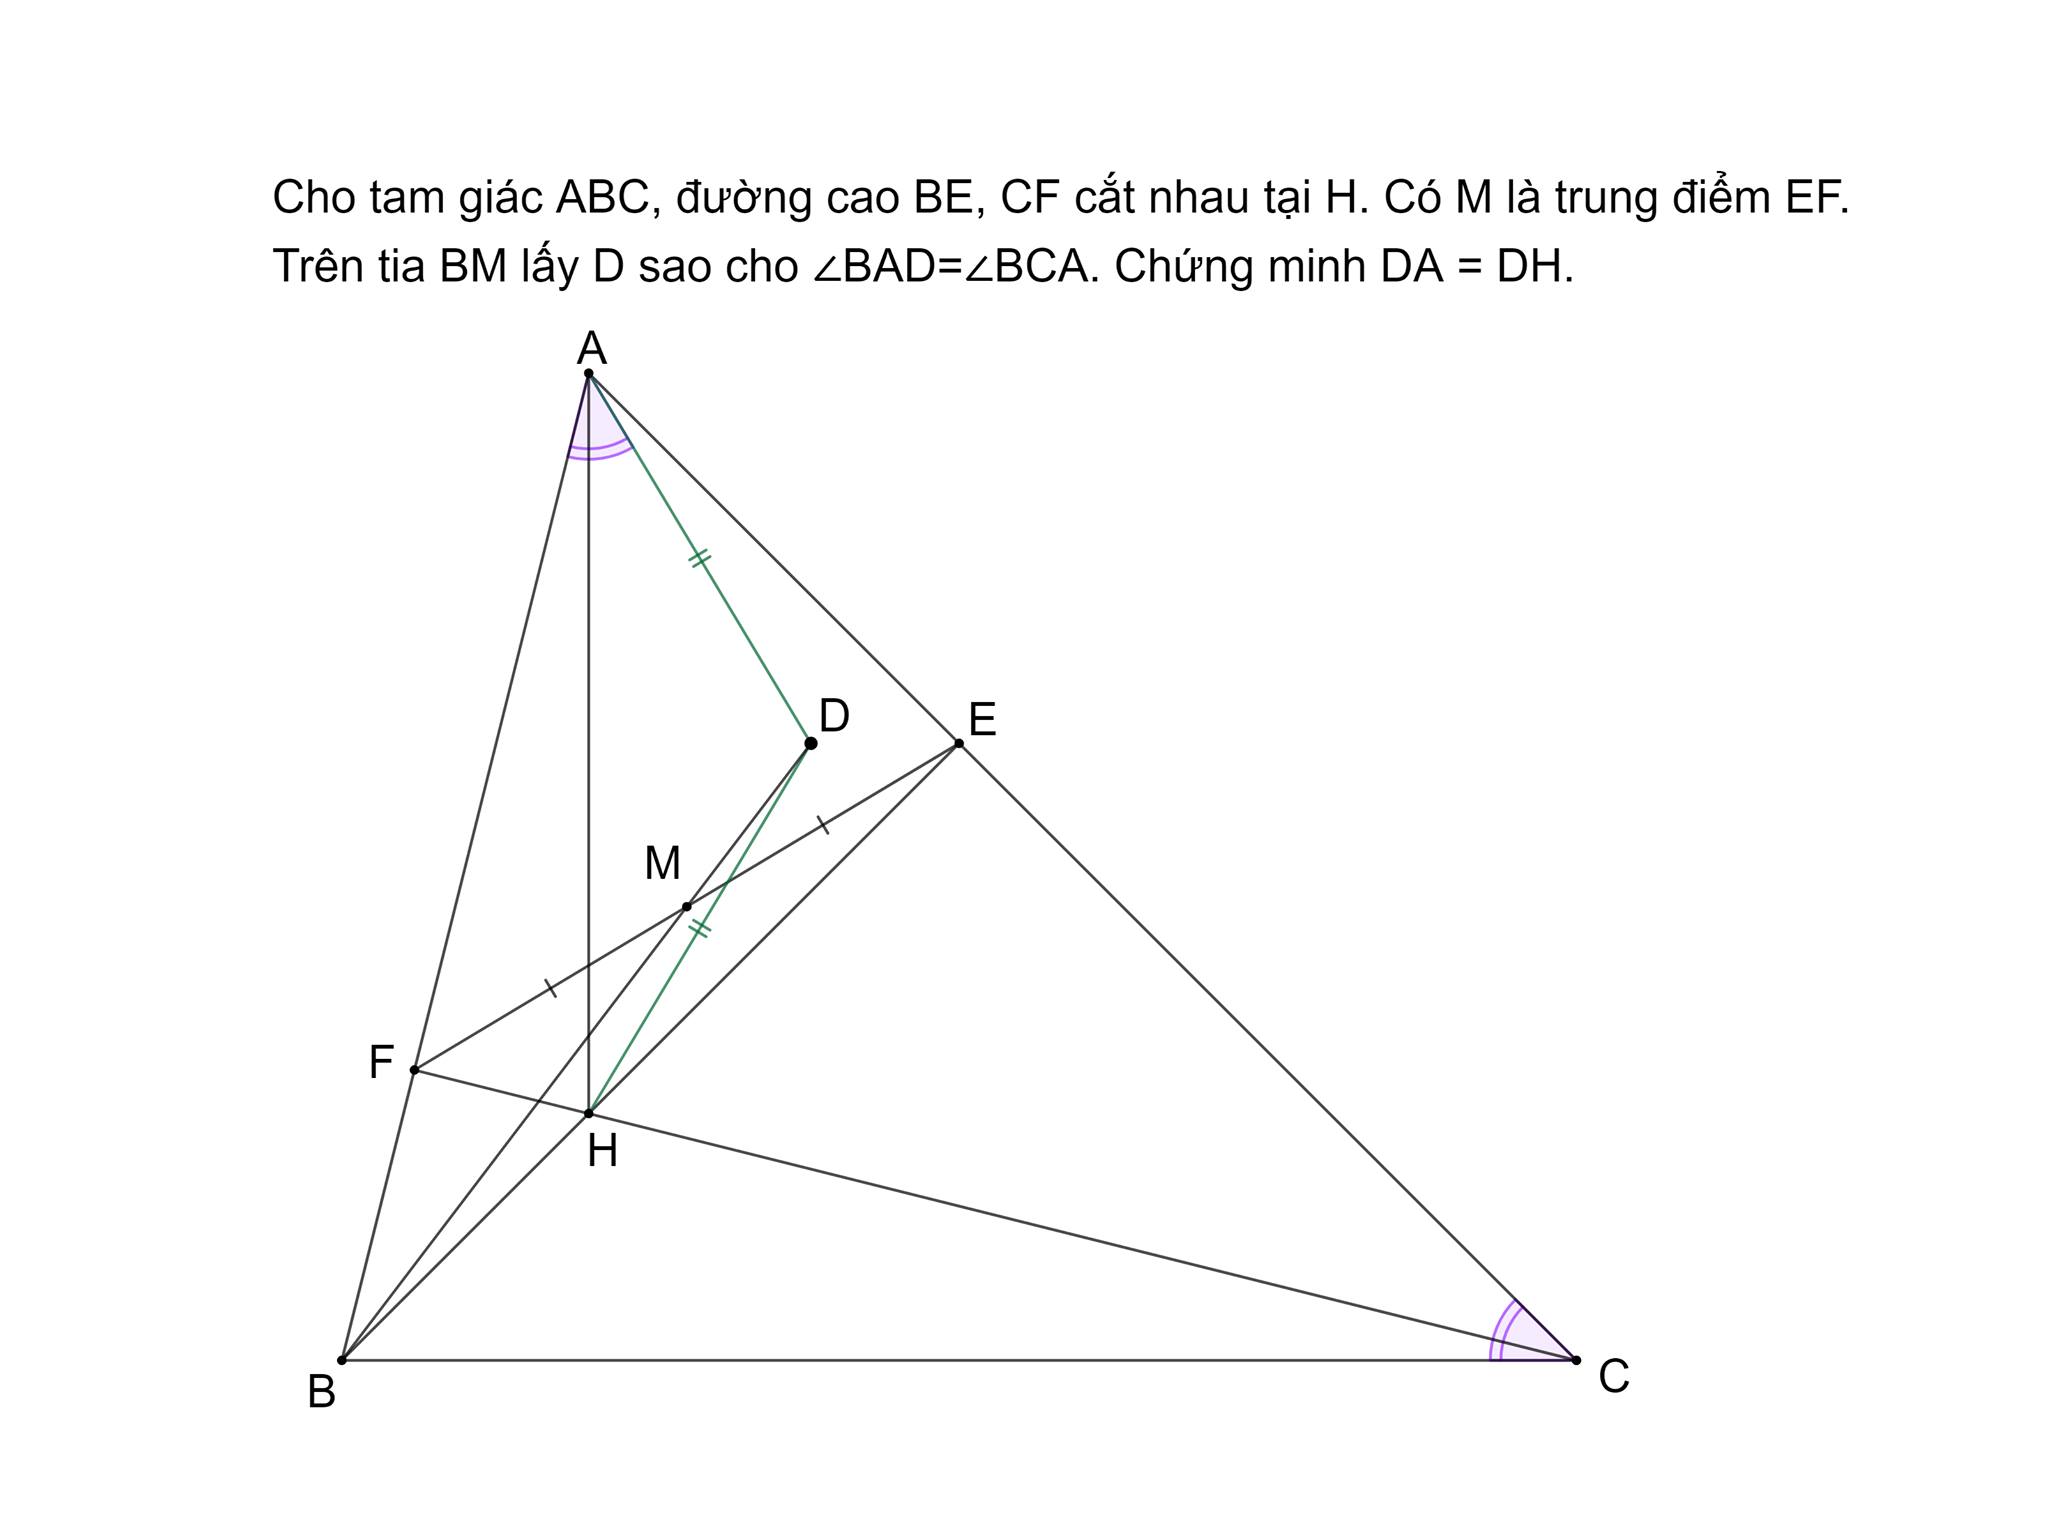 Cho tam giác ABC, đường cao BE, CF cắt nhau tại H. Có M là trung điểm EF.
Trên tia BM lấy D sao cho ∠BAD=∠BCA. Chứng minh DA = DH.
A
D
E
M
F
H
B
C